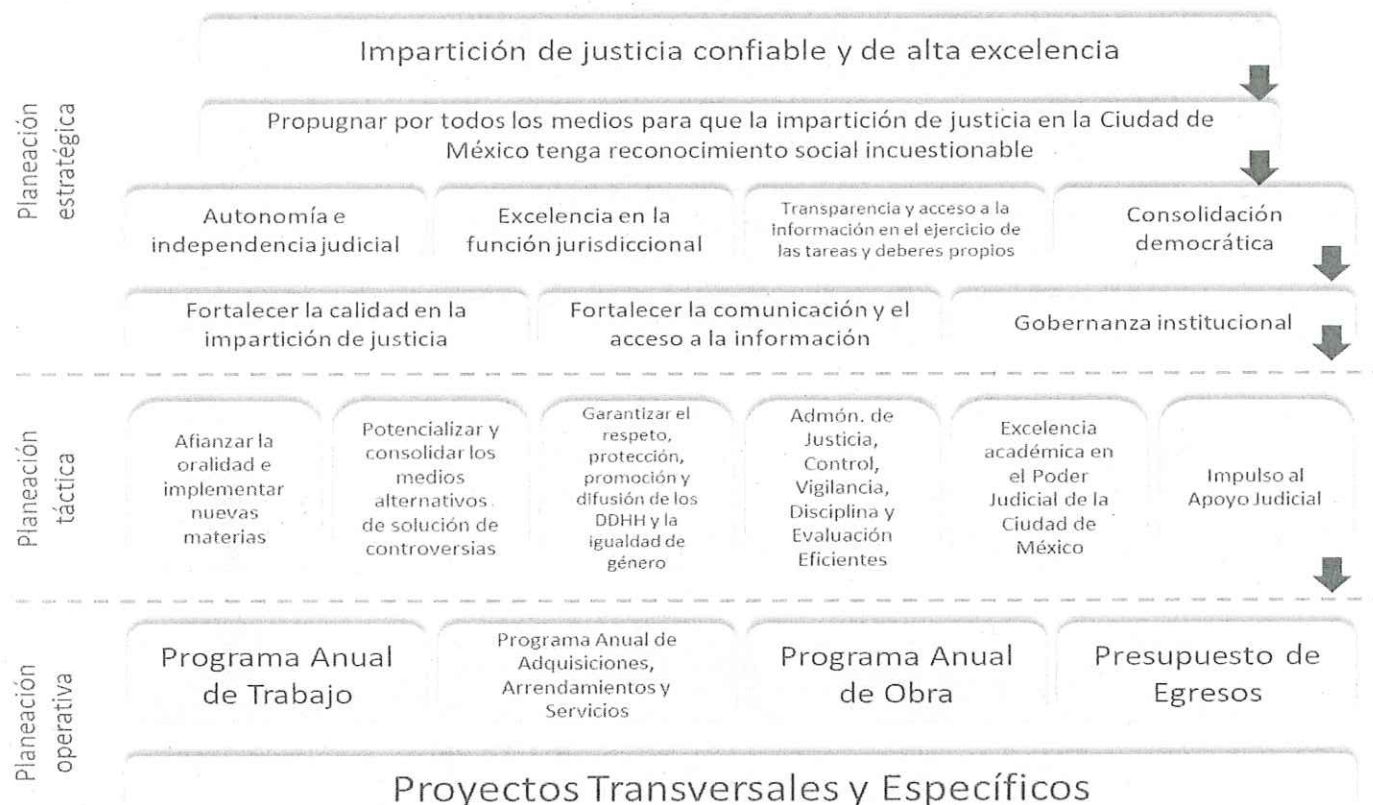 Planeación
estratégica
Impartición de justicia confiable y de alta excelencia
Propugnar por todos los medios para que la impartición de justicia en la Ciudad de
México tenga reconocimiento social incuestionable
Autonomía e
independencia judicial
Excelencia en la
función jurisdiccional
Transparencia y acceso a la
información en el ejercicio de
las tareas y deberes propios
Consolidación
democrática
Fortalecer la calidad en la
impartición de justicia
Fortalecer la comunicación y el
acceso a la información
Gobernanza institucional
Planeación
táctica
Afianzar la
oralidad e
implementar
nuevas
materias
Potencializar y
consolidar los
medios
alternativos
de solución de
controversias
Garantizar el
respeto,
protección,
promoción y
difusión de los
DDHH y la
igualdad de
género
Admón. de
Justicia,
Control,
Vigilancia,
Disciplina y
Evaluación
Eficientes
Excelencia
académica en
el Poder
Judicial de la
Ciudad de
México
Impulso al
Apoyo Judicial
Planeación
operativa
Programa Anual
de Trabajo
Programa Anual de
Adquisiciones,
Arrendamientos y
Servicios
Programa Anual
de Obra
Presupuesto de
Egresos
Proyectos Transversales y Específicos